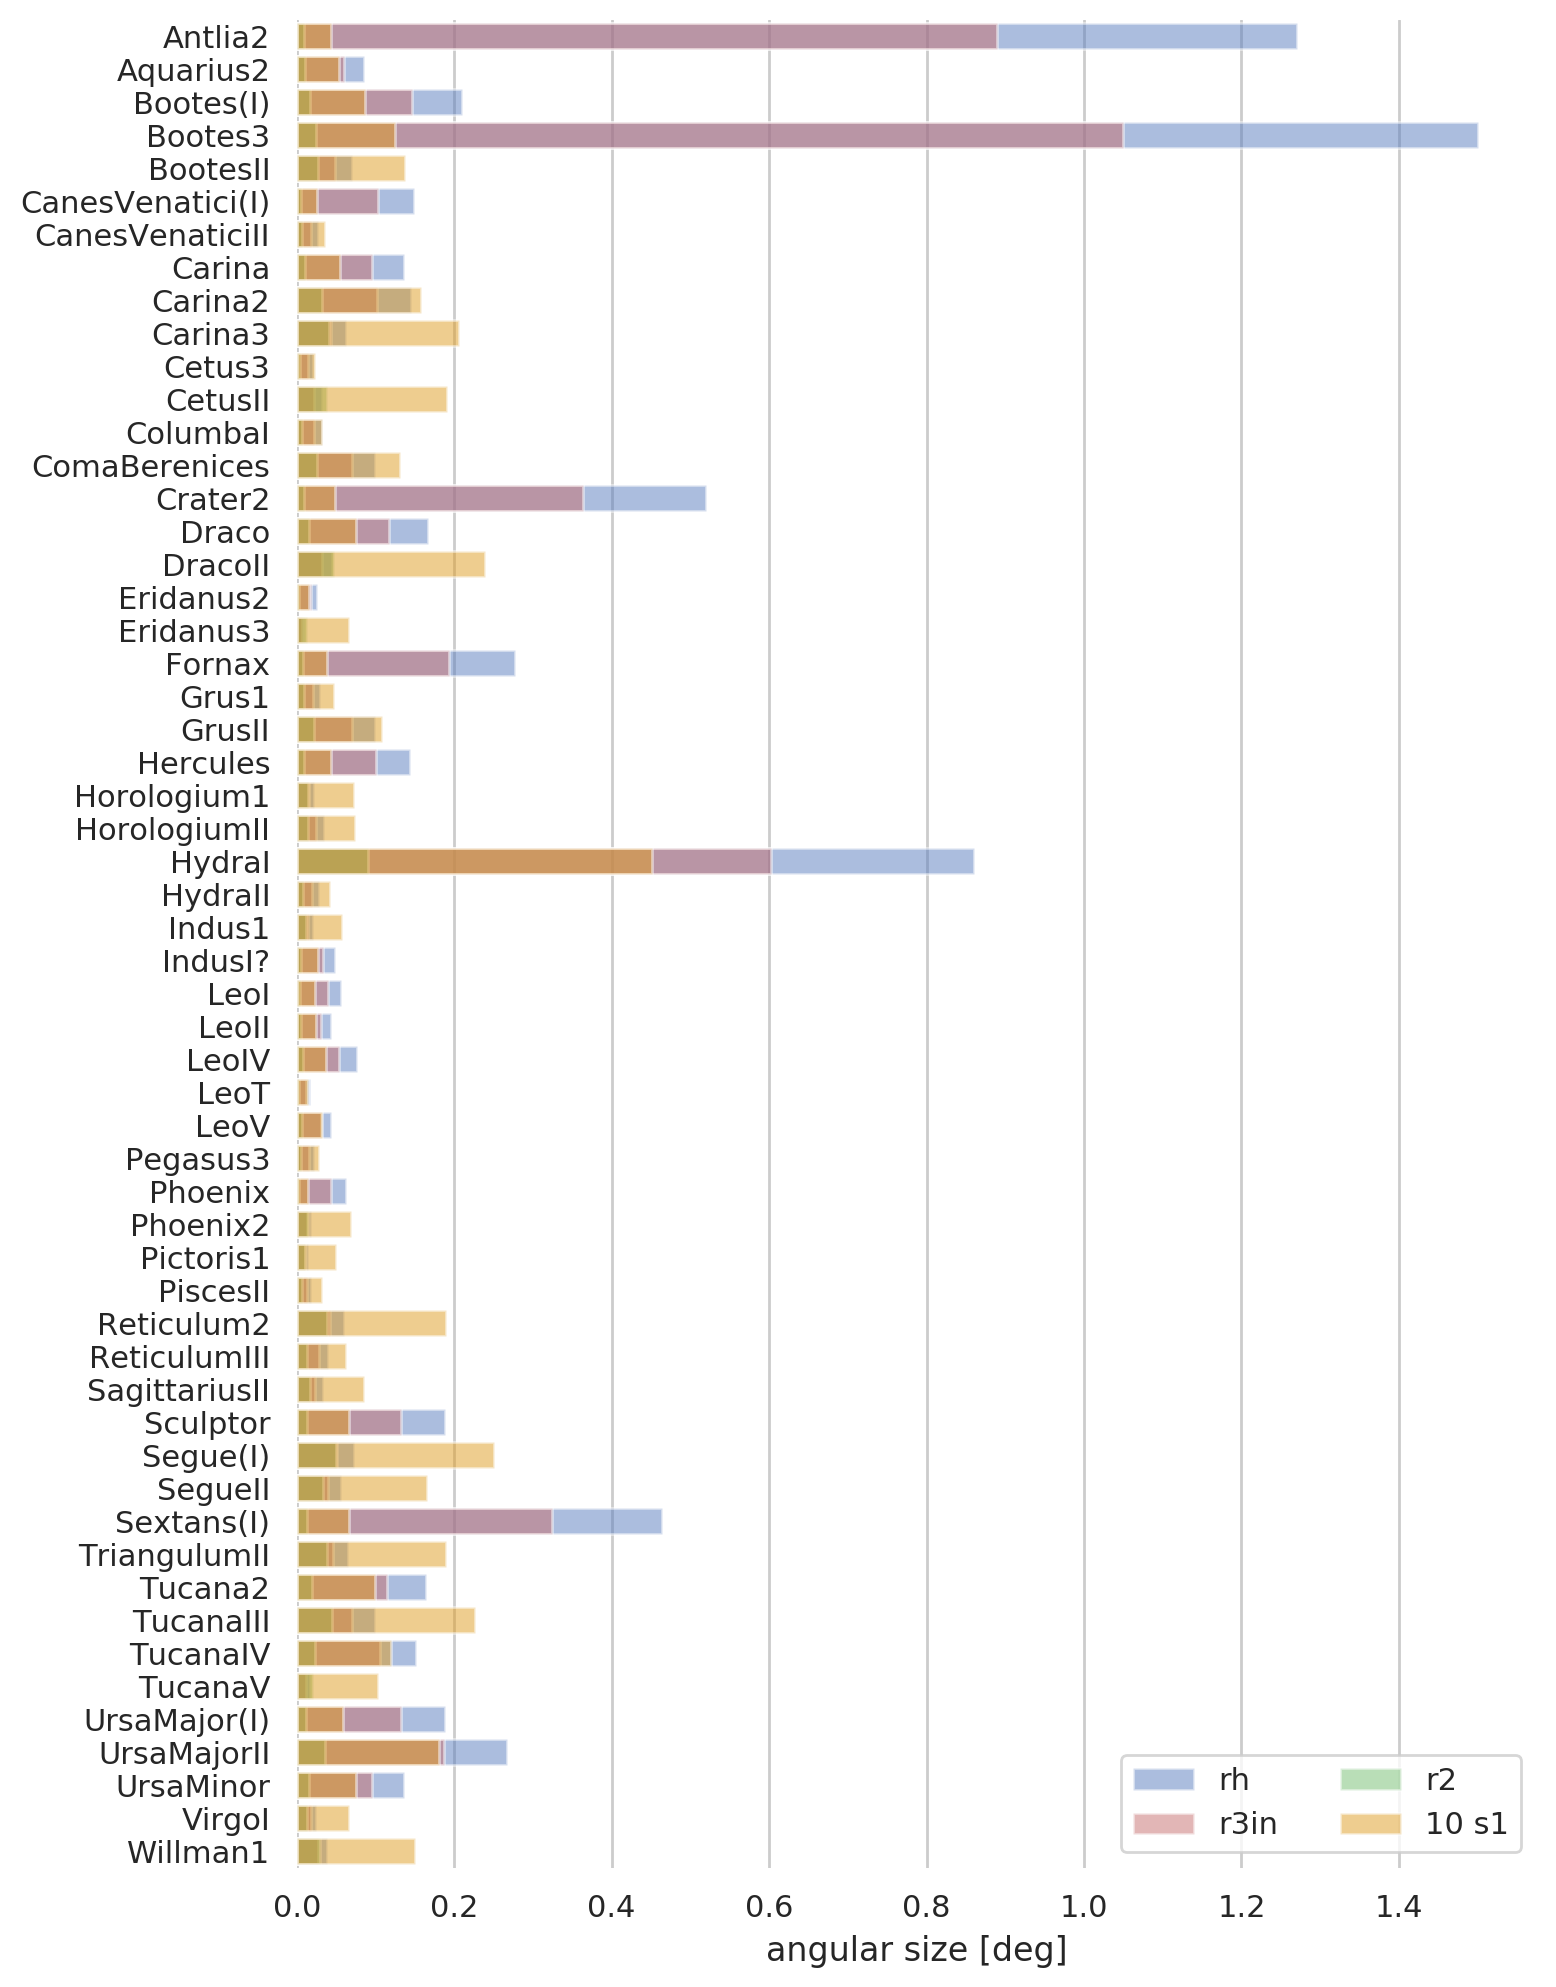 Antlia2
Aquarius2
Bootes(I)
Bootes3
BootesII
CanesVenatici(I)
CanesVenaticiII
Carina
Carina2
Carina3
Cetus3
CetusII
ColumbaI
ComaBerenices
Crater2
Draco
DracoII
Eridanus2
Eridanus3
Fornax
Grus1
GrusII
Hercules
Horologium1
HorologiumII
HydraI
HydraII
Indus1
IndusI?
LeoI
LeoII
LeoIV
LeoT
LeoV
Pegasus3
Phoenix
Phoenix2
Pictoris1
PiscesII
Reticulum2
ReticulumIII
SagittariusII
Sculptor
Segue(I)
SegueII
Sextans(I)
TriangulumII
Tucana2
TucanaIII
TucanaIV
TucanaV
UrsaMajor(I)
UrsaMajorII
UrsaMinor
VirgoI
Willman1
rh r2
r3in 10 s1
0.0 0.2 0.4 0.6 0.8 1.0 1.2 1.4
angular size [deg]